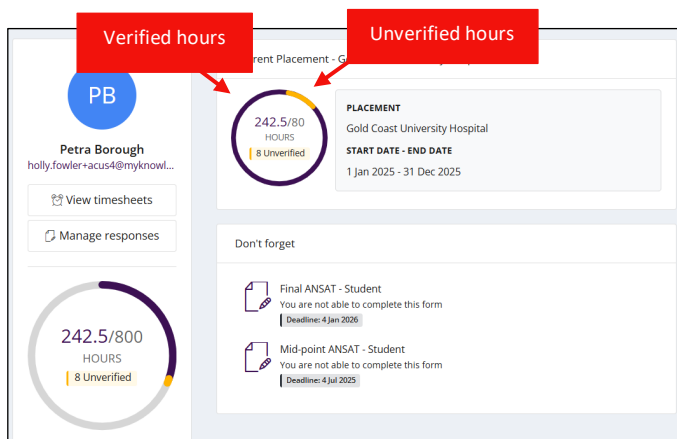 Verified hours
Unverified hours
rent Placement - G
PB
Petra Borough
holly.fowler+acus4@myknowl...
View timesheets
Manage responses
242.5/800
HOURS
8 Unverified
242.5/80
HOURS
8 Unverified
PLACEMENT
Gold Coast University Hospital
START DATE - END DATE
1 Jan 2025 - 31 Dec 2025
Don't forget
Final ANSAT - Student
You are not able to complete this form
Deadline: 4 Jan 2026
Mid-point ANSAT - Student
You are not able to complete this form
Deadline: 4 Jul 2025